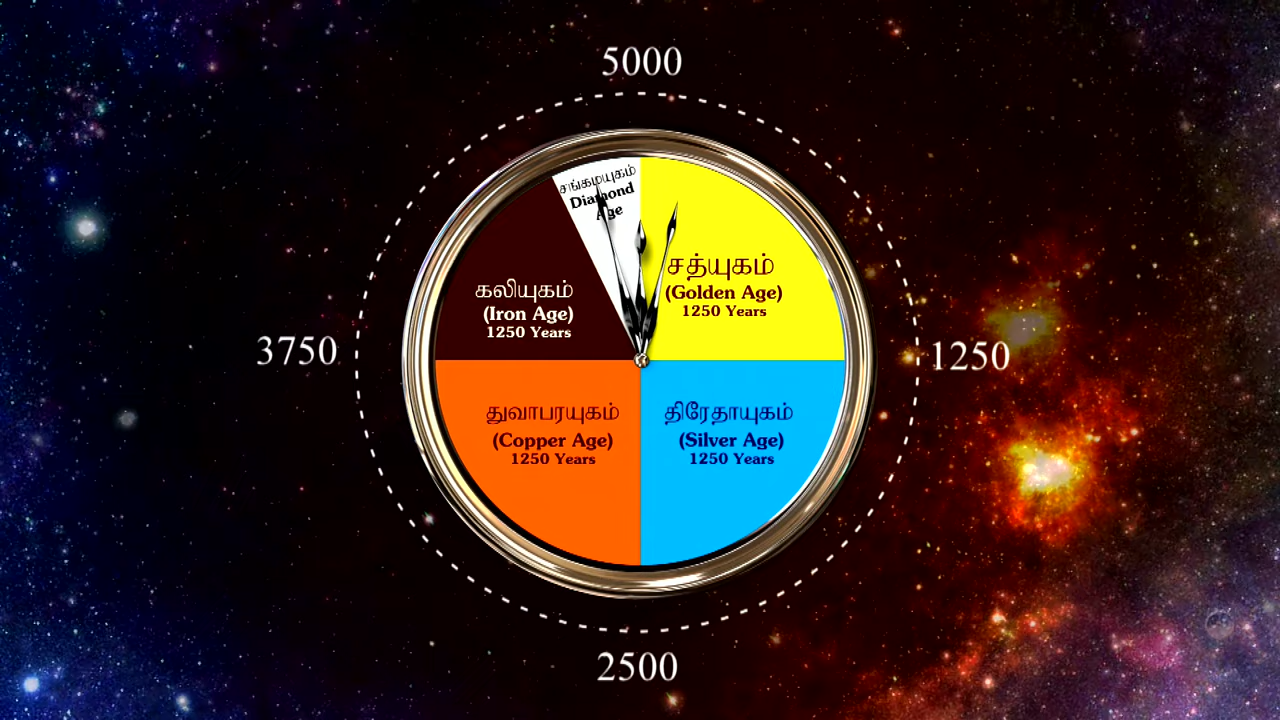 5000
சங்கமயுகம்
Diamond
Age
சத்யுகம்
(Golden Age)
1250 Years
கலியுகம்
(Iron Age)
1250 Years
3750
1250
துவாபரயுகம்
(Copper Age)
1250 Years
திரேதாயுகம்
(Silver Age)
1250 Years
2500